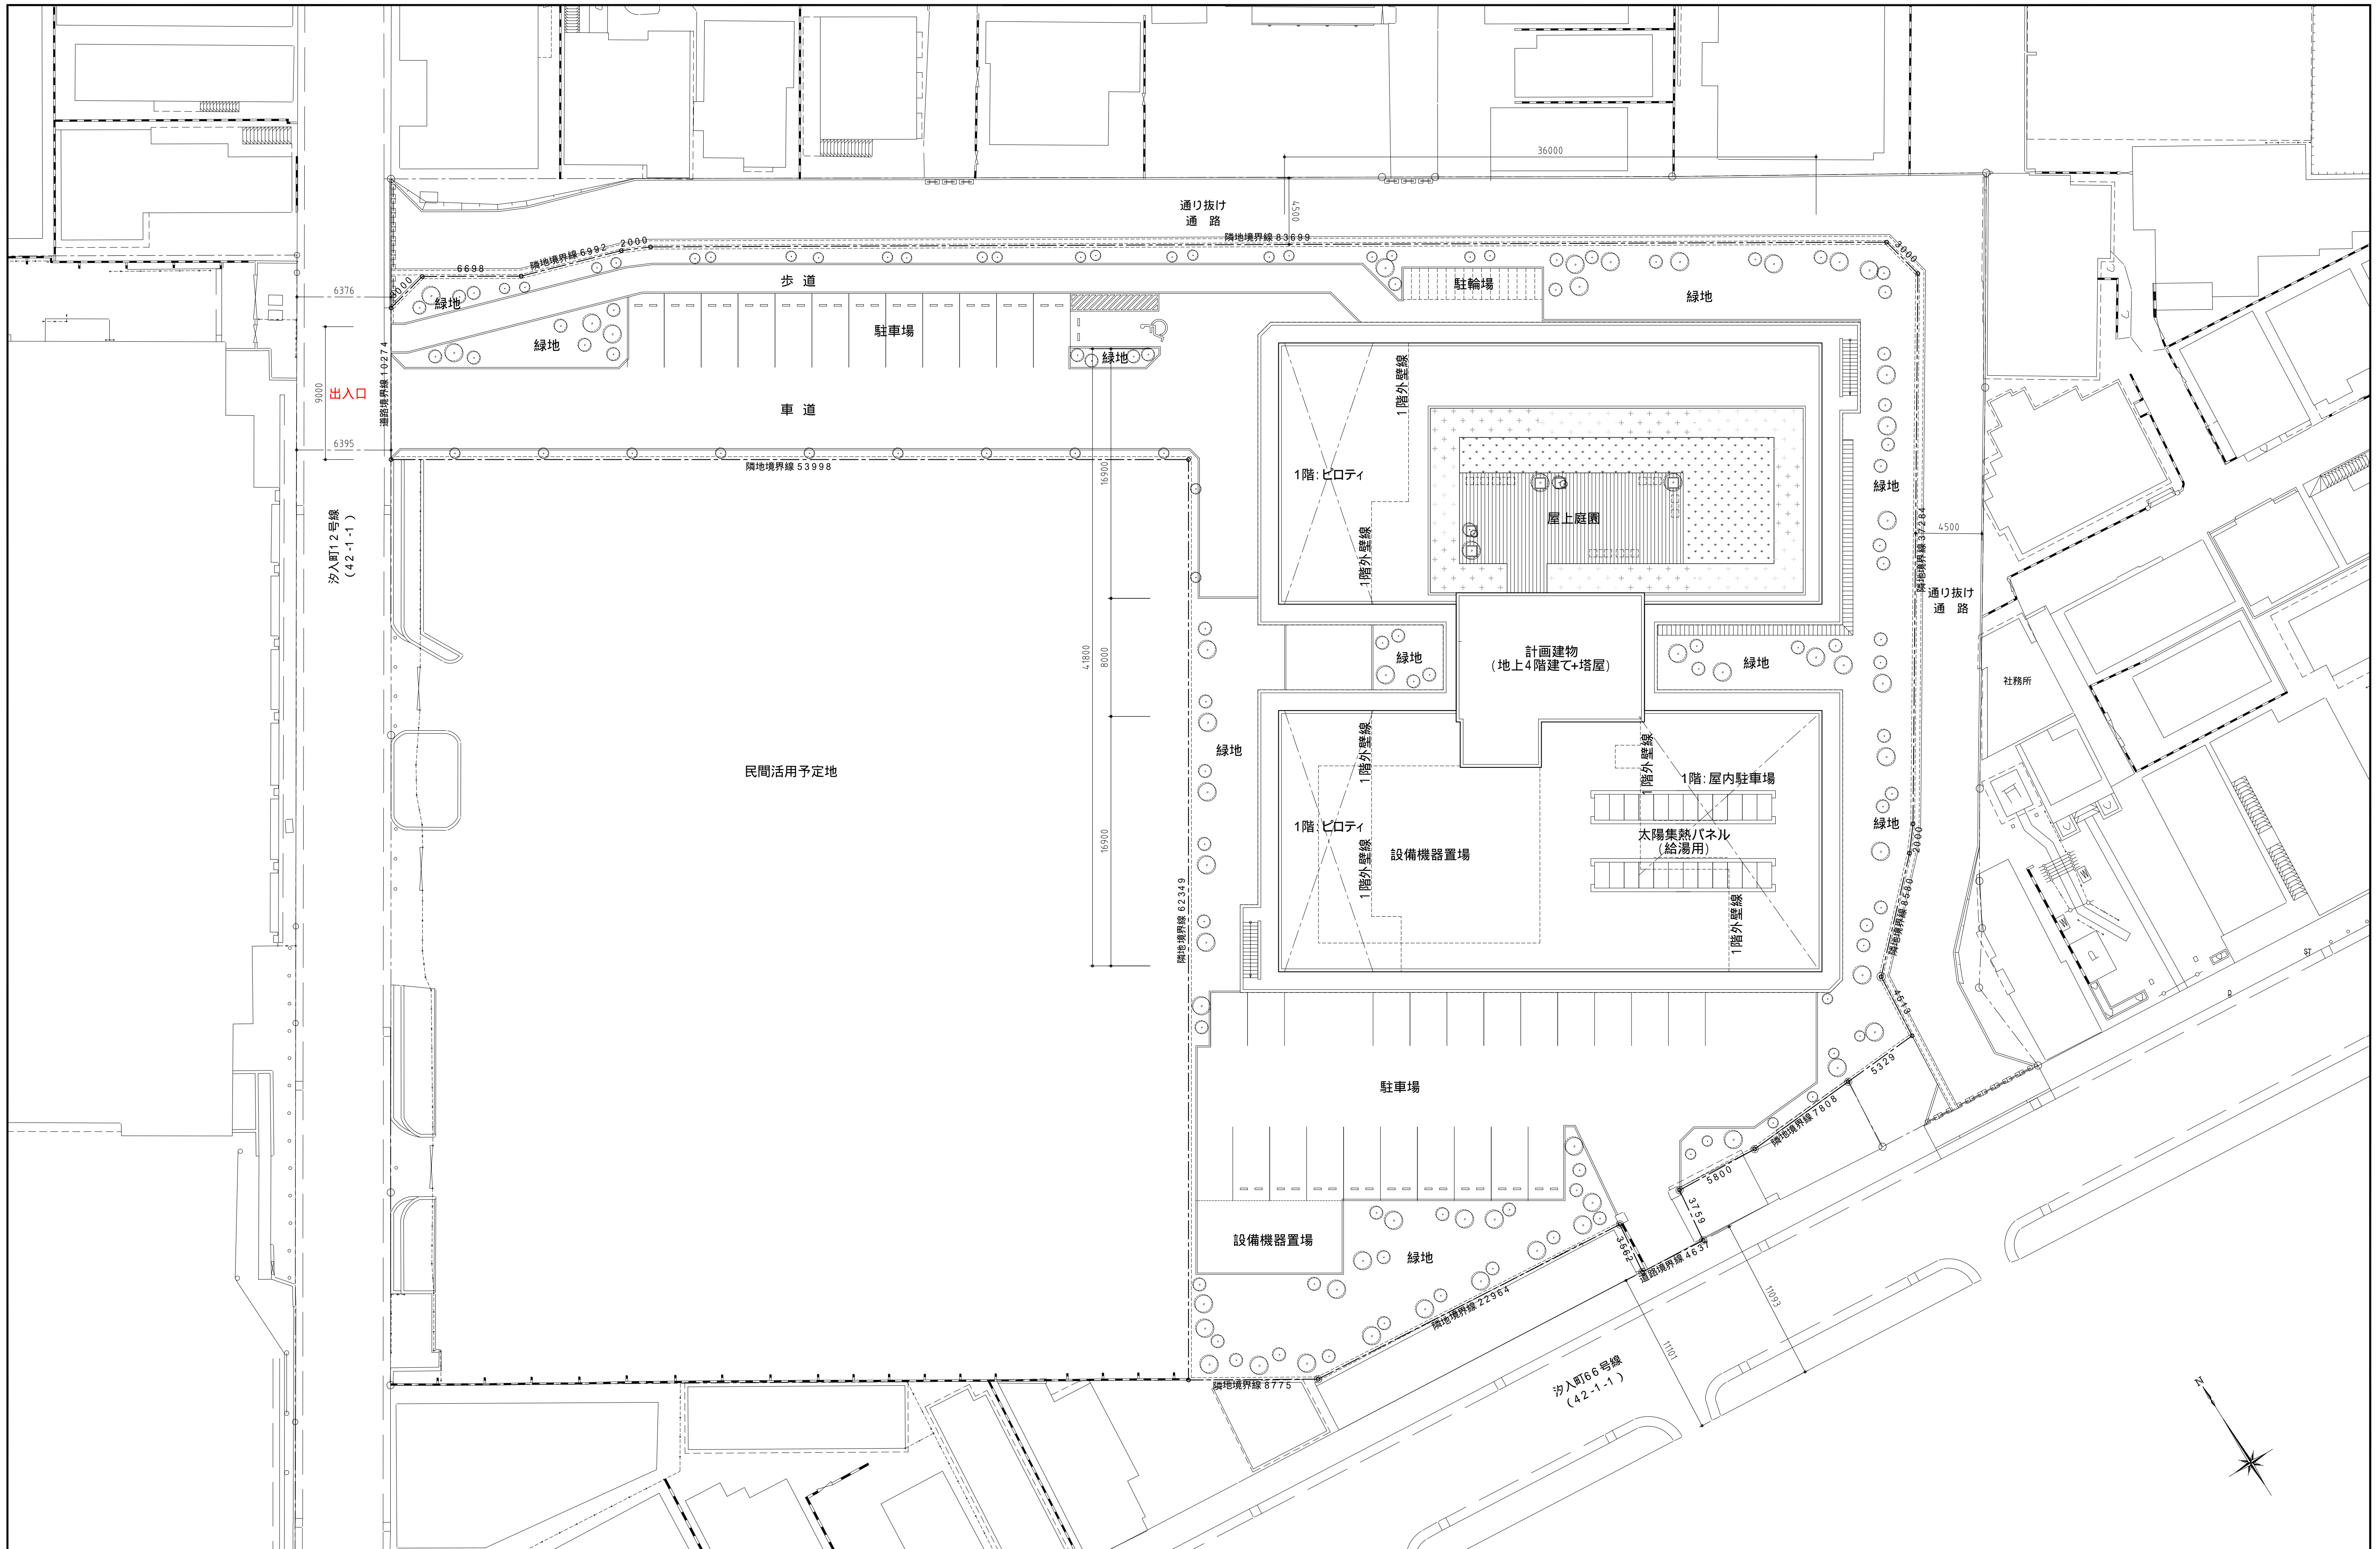 36000
通り抜け
通 路
4500
隣地境界線 83699
3000
隣地境界線 6992
2000
6698
3000
緑地
6376
歩 道
駐輪場
緑地
駐車場
緑地
緑地
道路境界線 10274
9000
出入口
車 道
6395
隣地境界線 53998
1階外壁線
16900
1階：ピロティ
屋上庭園
1階外壁線
緑地
隣地境界線 37284
4500
汐入町12号線
(42-1-1)
通り抜け
通 路
41800
8000
緑地
計画建物
(地上4階建て+塔屋)
緑地
社務所
緑地
民間活用予定地
1階外壁線
1階外壁線
1階：屋内駐車場
1階：ピロティ
16900
設備機器置場
太陽集熱パネル
(給湯用)
緑地
2000
1階外壁線
1階外壁線
隣地境界線 62349
隣地境界線 8580
4513
5329
駐車場
隣地境界線 7808
5800
3759
設備機器置場
緑地
3562
道路境界線 4637
隣地境界線 22964
11093
11101
隣地境界線 8775
汐入町66号線
(42-1-1)
N